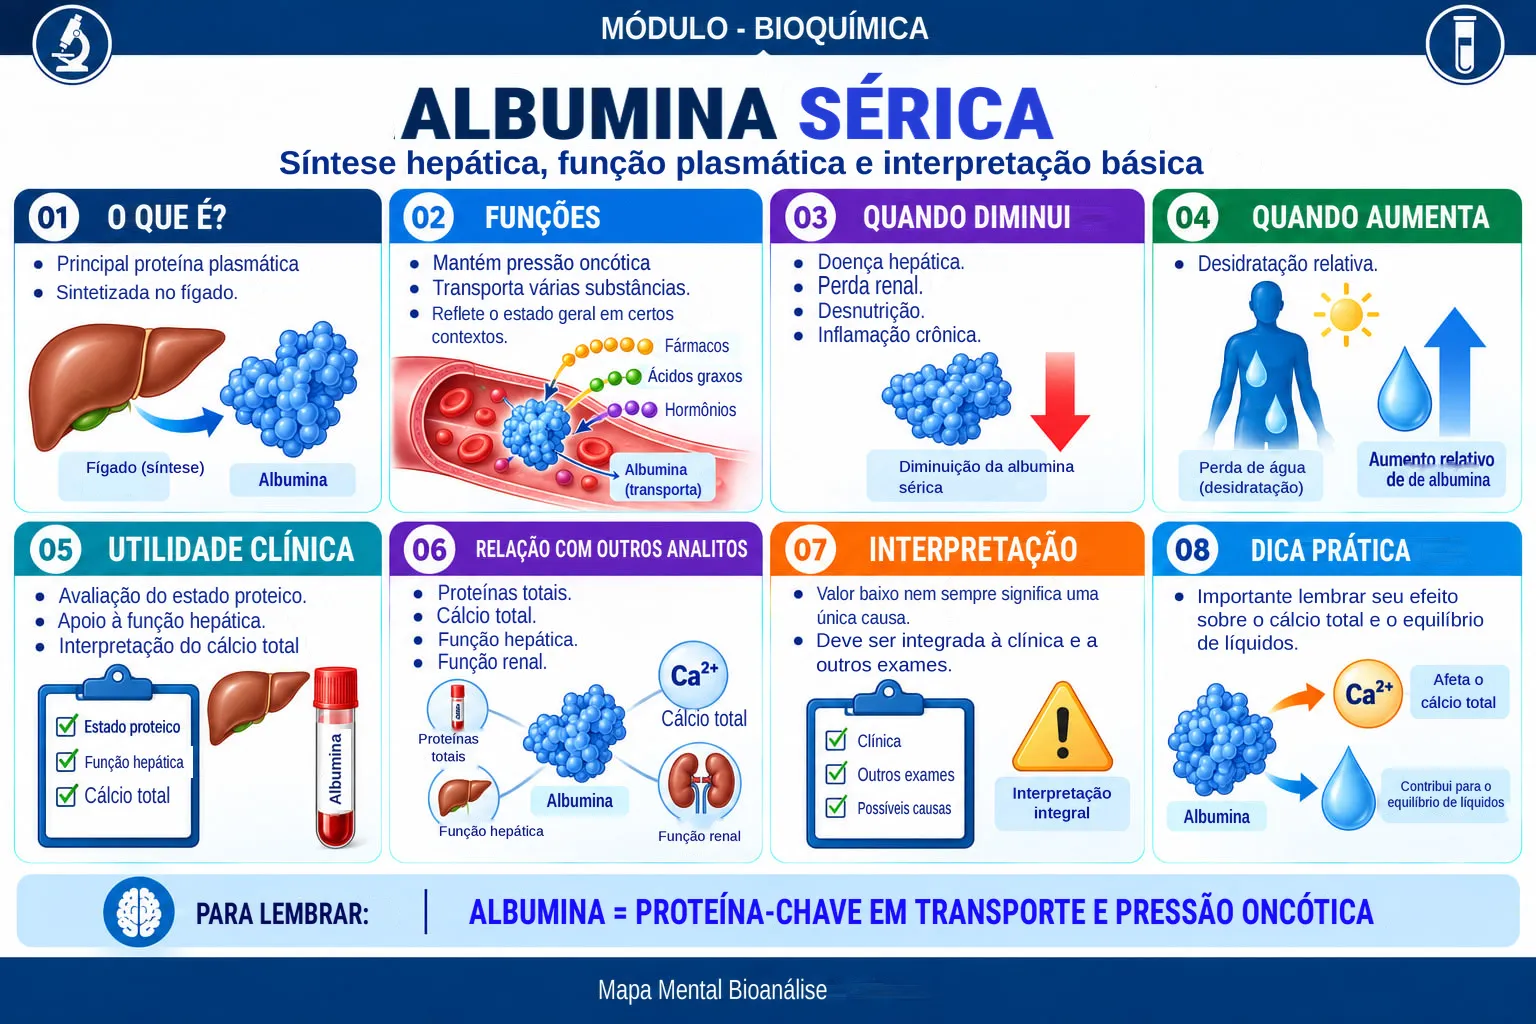 MÓDULO - BIOQUÍMICA
ALBUMINA SÉRICA
Síntese hepática, função plasmática e interpretação básica
01 O QUE É?
• Principal proteína plasmática
• Sintetizada no fígado.
Fígado (síntese)
Albumina
02 FUNÇÕES
• Mantém pressão oncótica
• Transporta várias substâncias.
• Reflete o estado geral em certos
contextos.
Fármacos
Ácidos graxos
Hormônios
Albumina
(transporta)
03 QUANDO DIMINUI
• Doença hepática.
• Perda renal.
• Desnutrição.
• Inflamação crônica.
Diminuição da albumina
sérica
04 QUANDO AUMENTA
• Desidratação relativa.
Perda de água
(desidratação)
Aumento relativo
de de albumina
05 UTILIDADE CLÍNICA
• Avaliação do estado proteico.
• Apoio à função hepática.
• Interpretação do cálcio total
Estado proteico
Função hepática
Cálcio total
Albumina
06 RELAÇÃO COM OUTROS ANALITOS
• Proteínas totais.
• Cálcio total.
• Função hepática.
• Função renal.
Ca²⁺
Cálcio total
Proteínas
totais
Albumina
Função hepática
Função renal
07 INTERPRETAÇÃO
• Valor baixo nem sempre significa uma
única causa.
• Deve ser integrada à clínica e a
outros exames.
Clínica
Outros exames
Possíveis causas
Interpretação
integral
08 DICA PRÁTICA
• Importante lembrar seu efeito
sobre o cálcio total e o equilíbrio
de líquidos.
Ca²⁺
Afeta o
cálcio total
Albumina
Contribui para o
equilíbrio de líquidos
PARA LEMBRAR:
ALBUMINA = PROTEÍNA-CHAVE EM TRANSPORTE E PRESSÃO ONCÓTICA
Mapa Mental Bioanálise